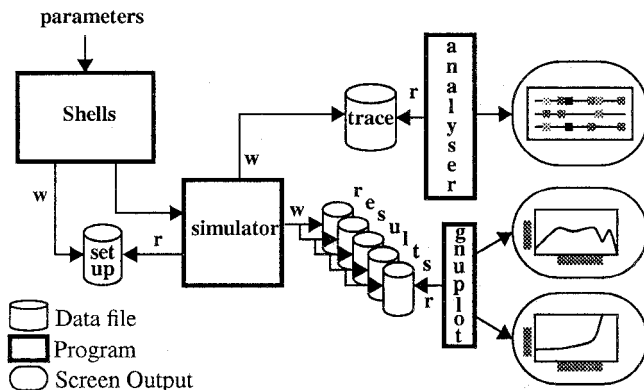 parameters
Shells
w
r
set
up
simulator
w
w
trace
r
analyser
results
r
gnuplot
Data file
Program
Screen Output